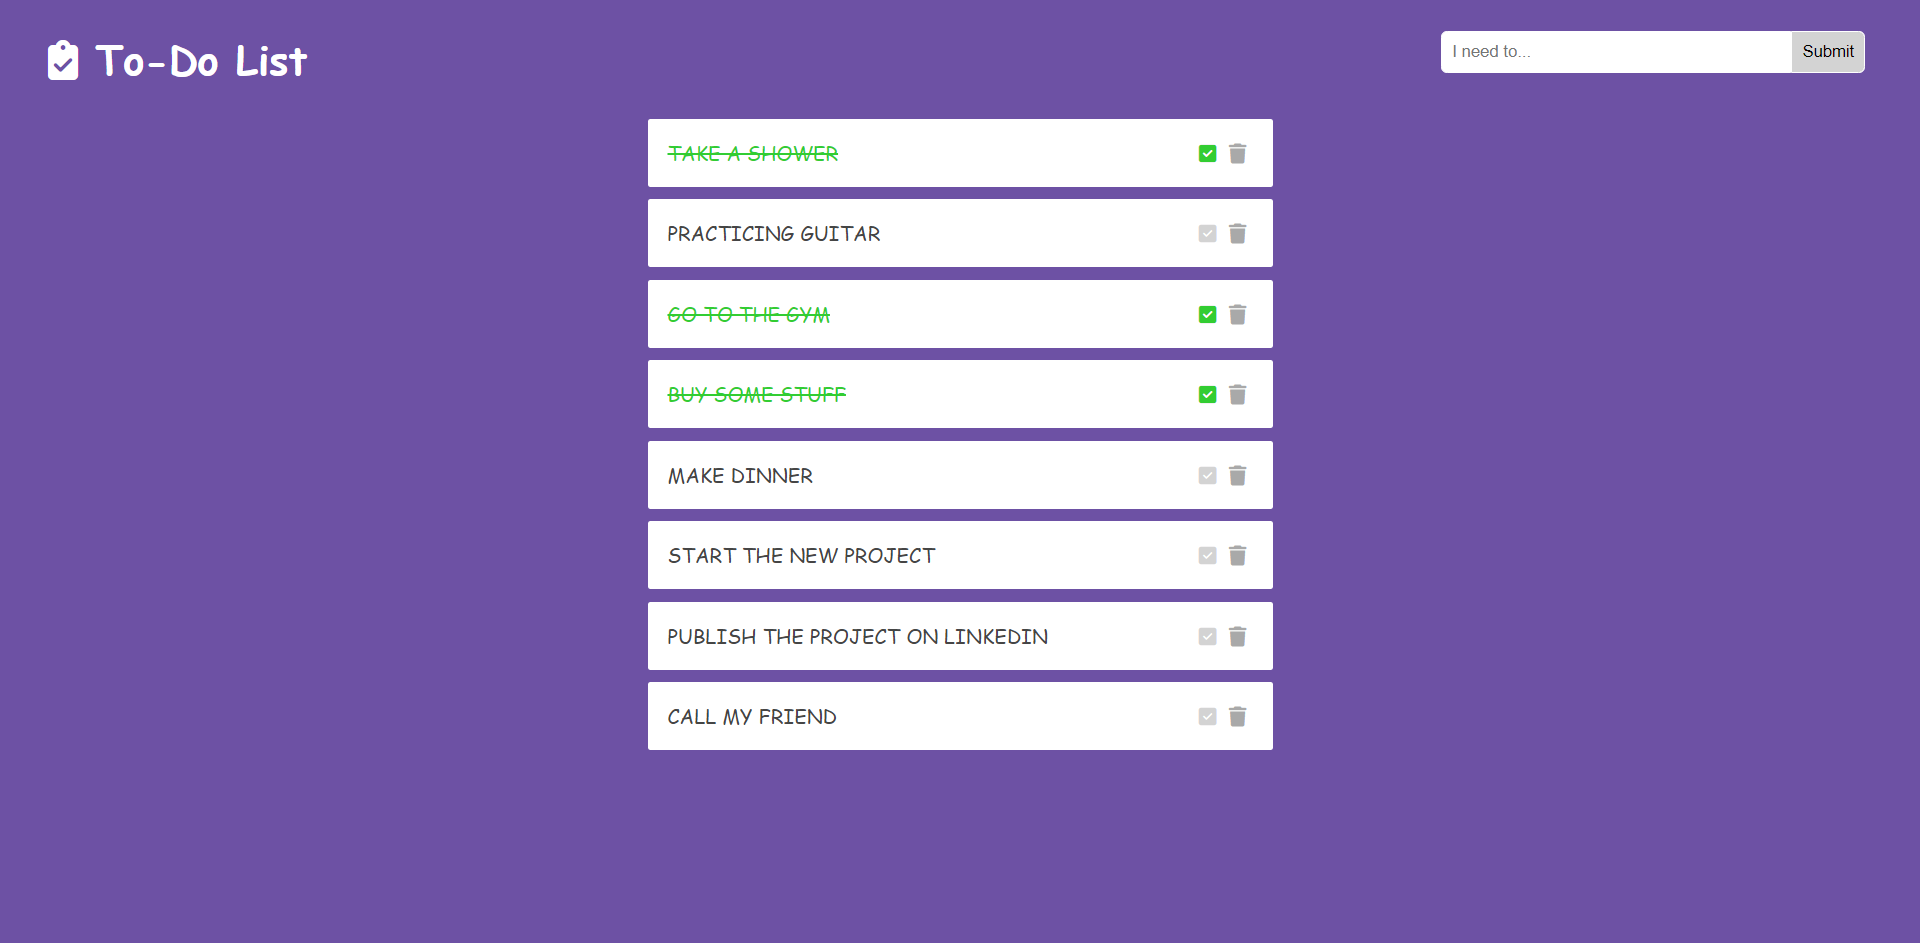 To-Do List
I need to...
Submit
TAKE A SHOWER
PRACTICING GUITAR
GO TO THE GYM
BUY SOME STUFF
MAKE DINNER
START THE NEW PROJECT
PUBLISH THE PROJECT ON LINKEDIN
CALL MY FRIEND